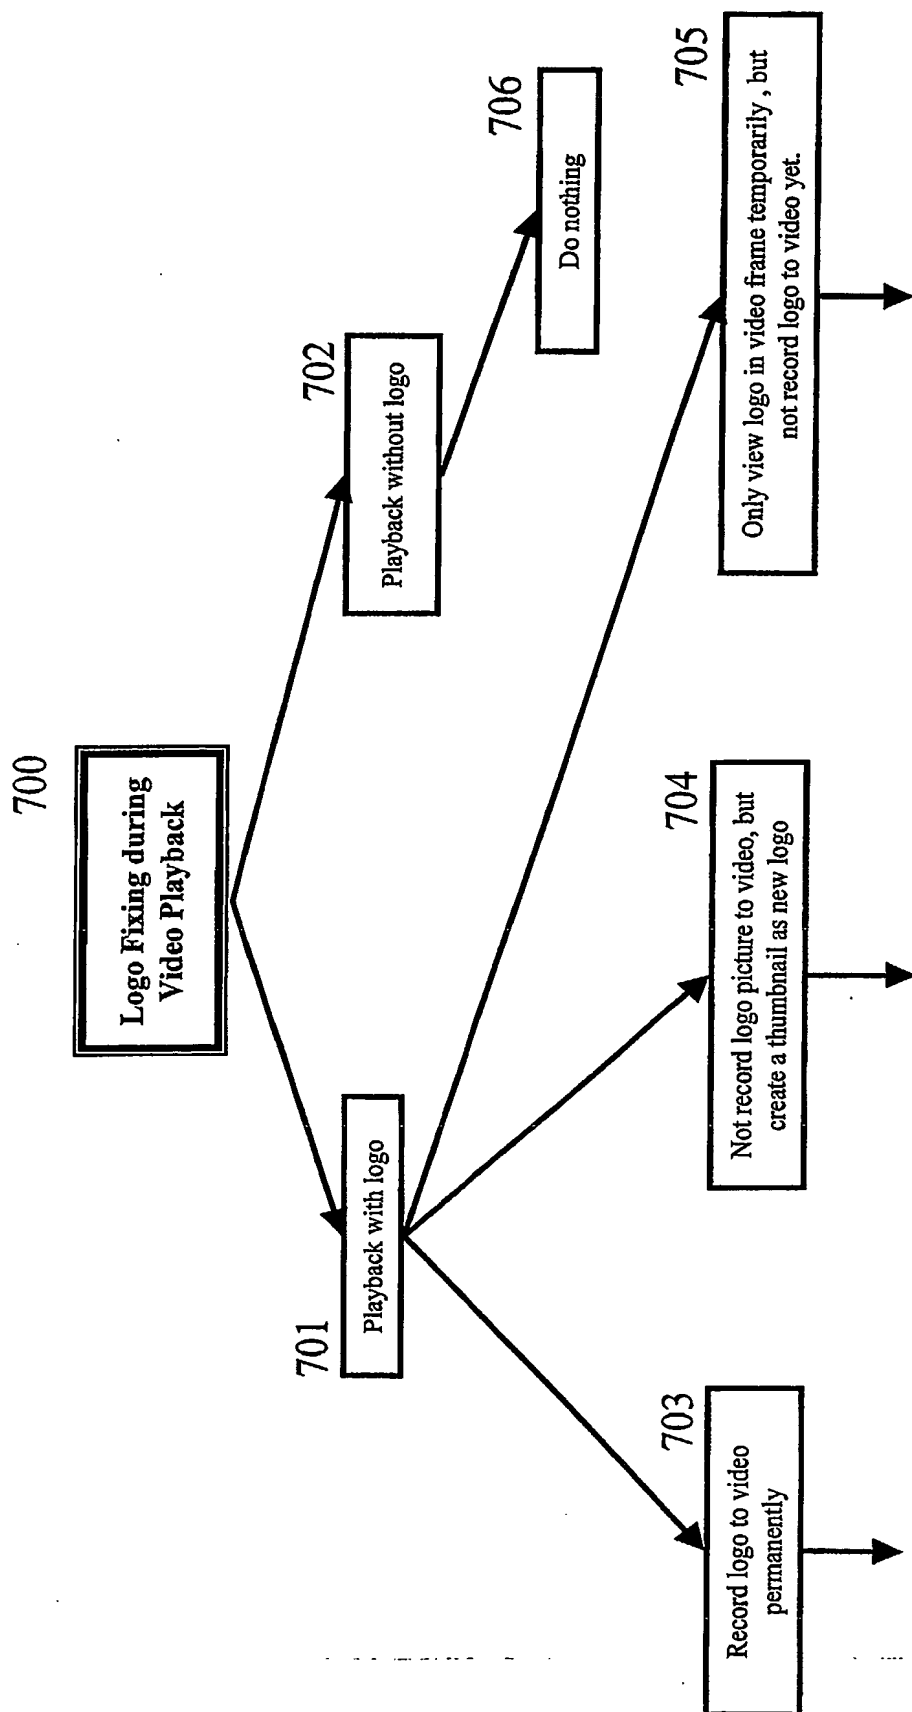 700
Logo Fixing during
Video Playback
701
Playback with logo
702
Playback without logo
706
Do nothing
703
Record logo to video
permanently
704
Not record logo picture to video, but
create a thumbnail as new logo
705
Only view logo in video frame temporarily , but
not record logo to video yet.